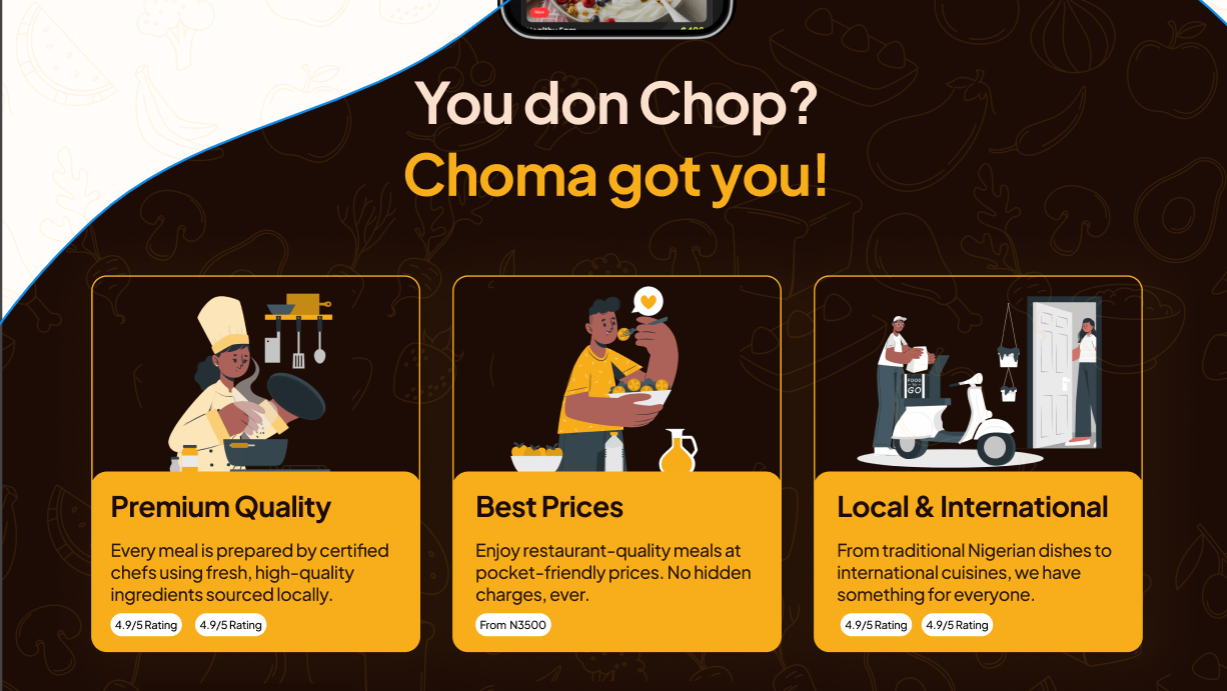 New
You don Chop?
Choma got you!
FOOD
GO
Premium Quality
Every meal is prepared by certified
chefs using fresh, high-quality
ingredients sourced locally.
4.9/5 Rating
4.9/5 Rating
Best Prices
Enjoy restaurant-quality meals at
pocket-friendly prices. No hidden
charges, ever.
From N3500
Local & International
From traditional Nigerian dishes to
international cuisines, we have
something for everyone.
4.9/5 Rating
4.9/5 Rating